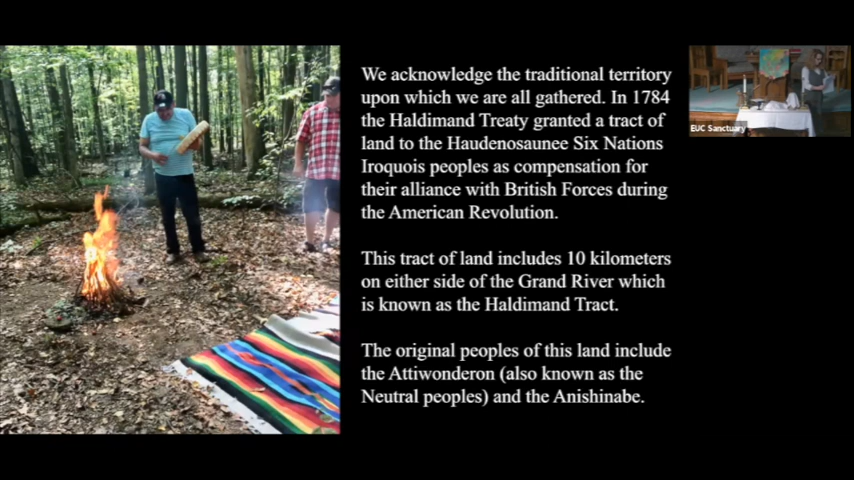 We acknowledge the traditional territory
upon which we are all gathered. In 1784
the Haldimand Treaty granted a tract of
land to the Haudenosaunee Six Nations
Iroquois peoples as compensation for
their alliance with British Forces during
the American Revolution.
This tract of land includes 10 kilometers
on either side of the Grand River which
is known as the Haldimand Tract.
The original peoples of this land include
the Attiwonderon (also known as the
Neutral peoples) and the Anishinabe.
EUC Sanctuary